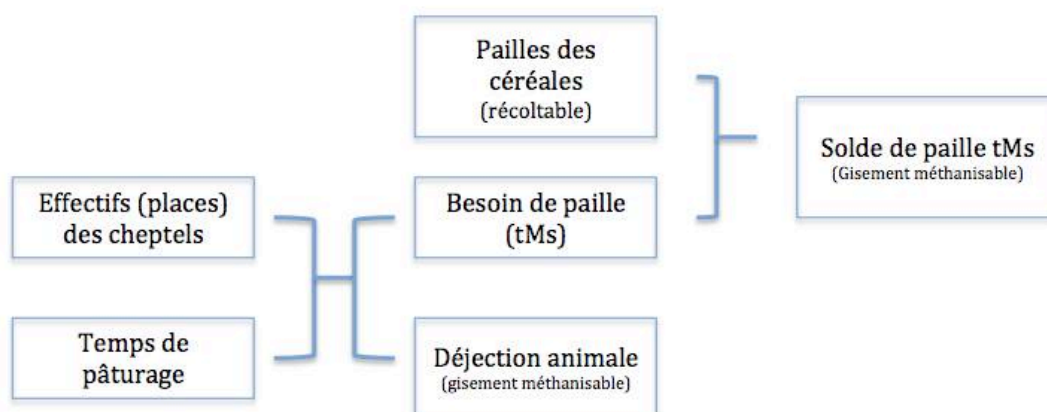 Pailles des
céréales
(récoltable)
Solde de paille tMs
(Gisement méthanisable)
Effectifs (places)
des cheptels
Besoin de paille
(tMs)
Temps de
pâturage
Déjection animale
(gisement méthanisable)